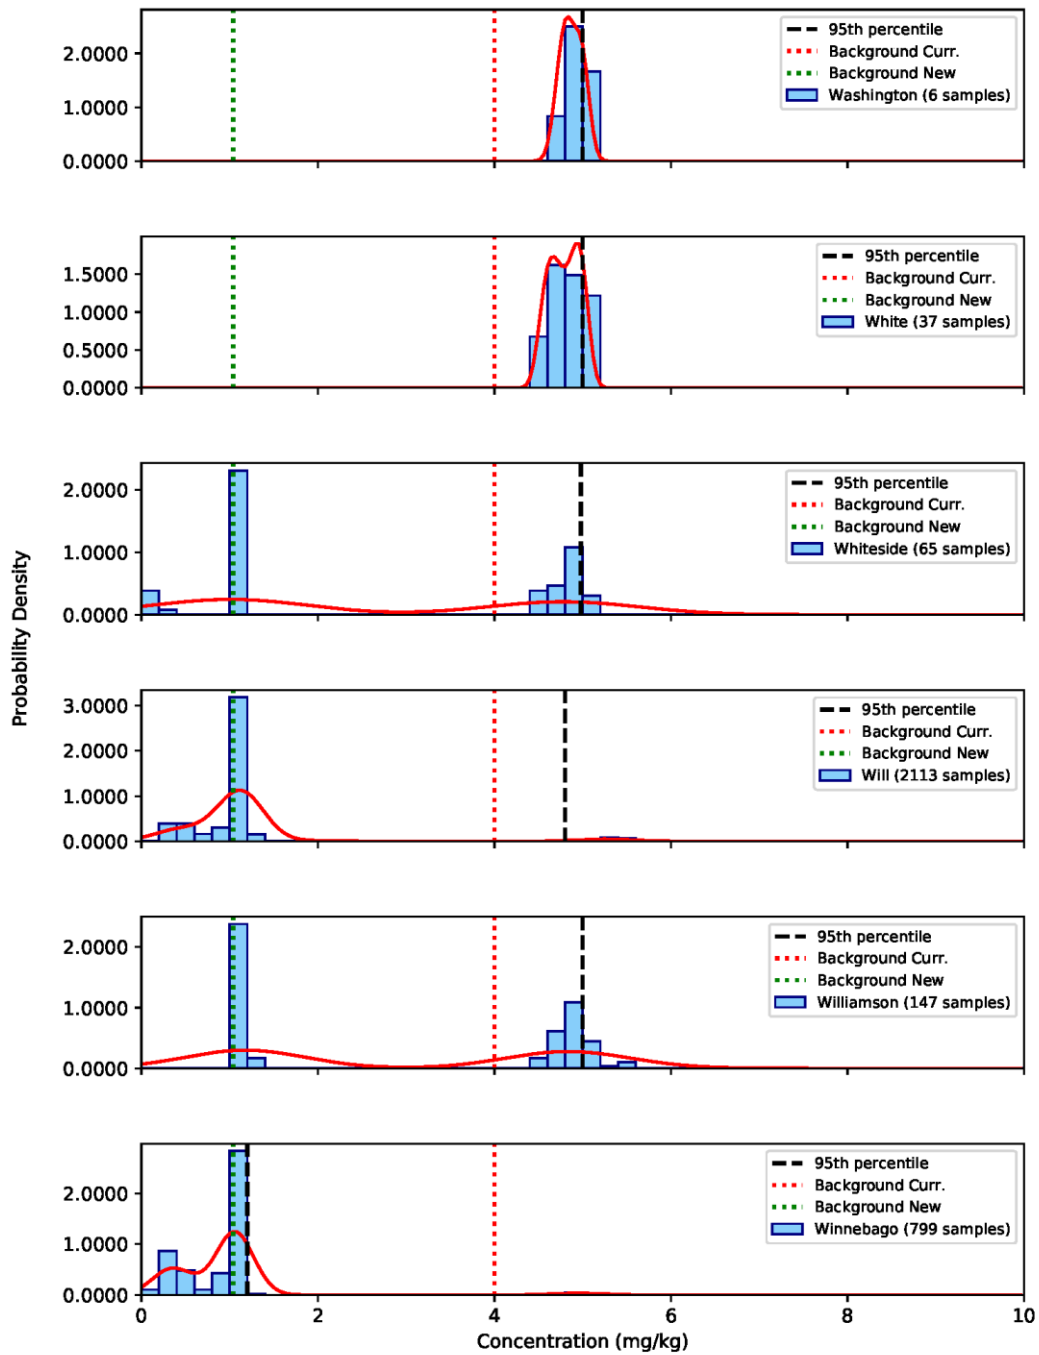 2.0000
1.0000
0.0000
95th percentile
Background Curr.
Background New
Washington (6 samples)
1.5000
1.0000
0.5000
0.0000
95th percentile
Background Curr.
Background New
White (37 samples)
2.0000
1.0000
0.0000
95th percentile
Background Curr.
Background New
Whiteside (65 samples)
Probability Density
3.0000
2.0000
1.0000
0.0000
95th percentile
Background Curr.
Background New
Will (2113 samples)
2.0000
1.0000
0.0000
95th percentile
Background Curr.
Background New
Williamson (147 samples)
2.0000
1.0000
0.0000
95th percentile
Background Curr.
Background New
Winnebago (799 samples)
0 2 4 6 8 10
Concentration (mg/kg)